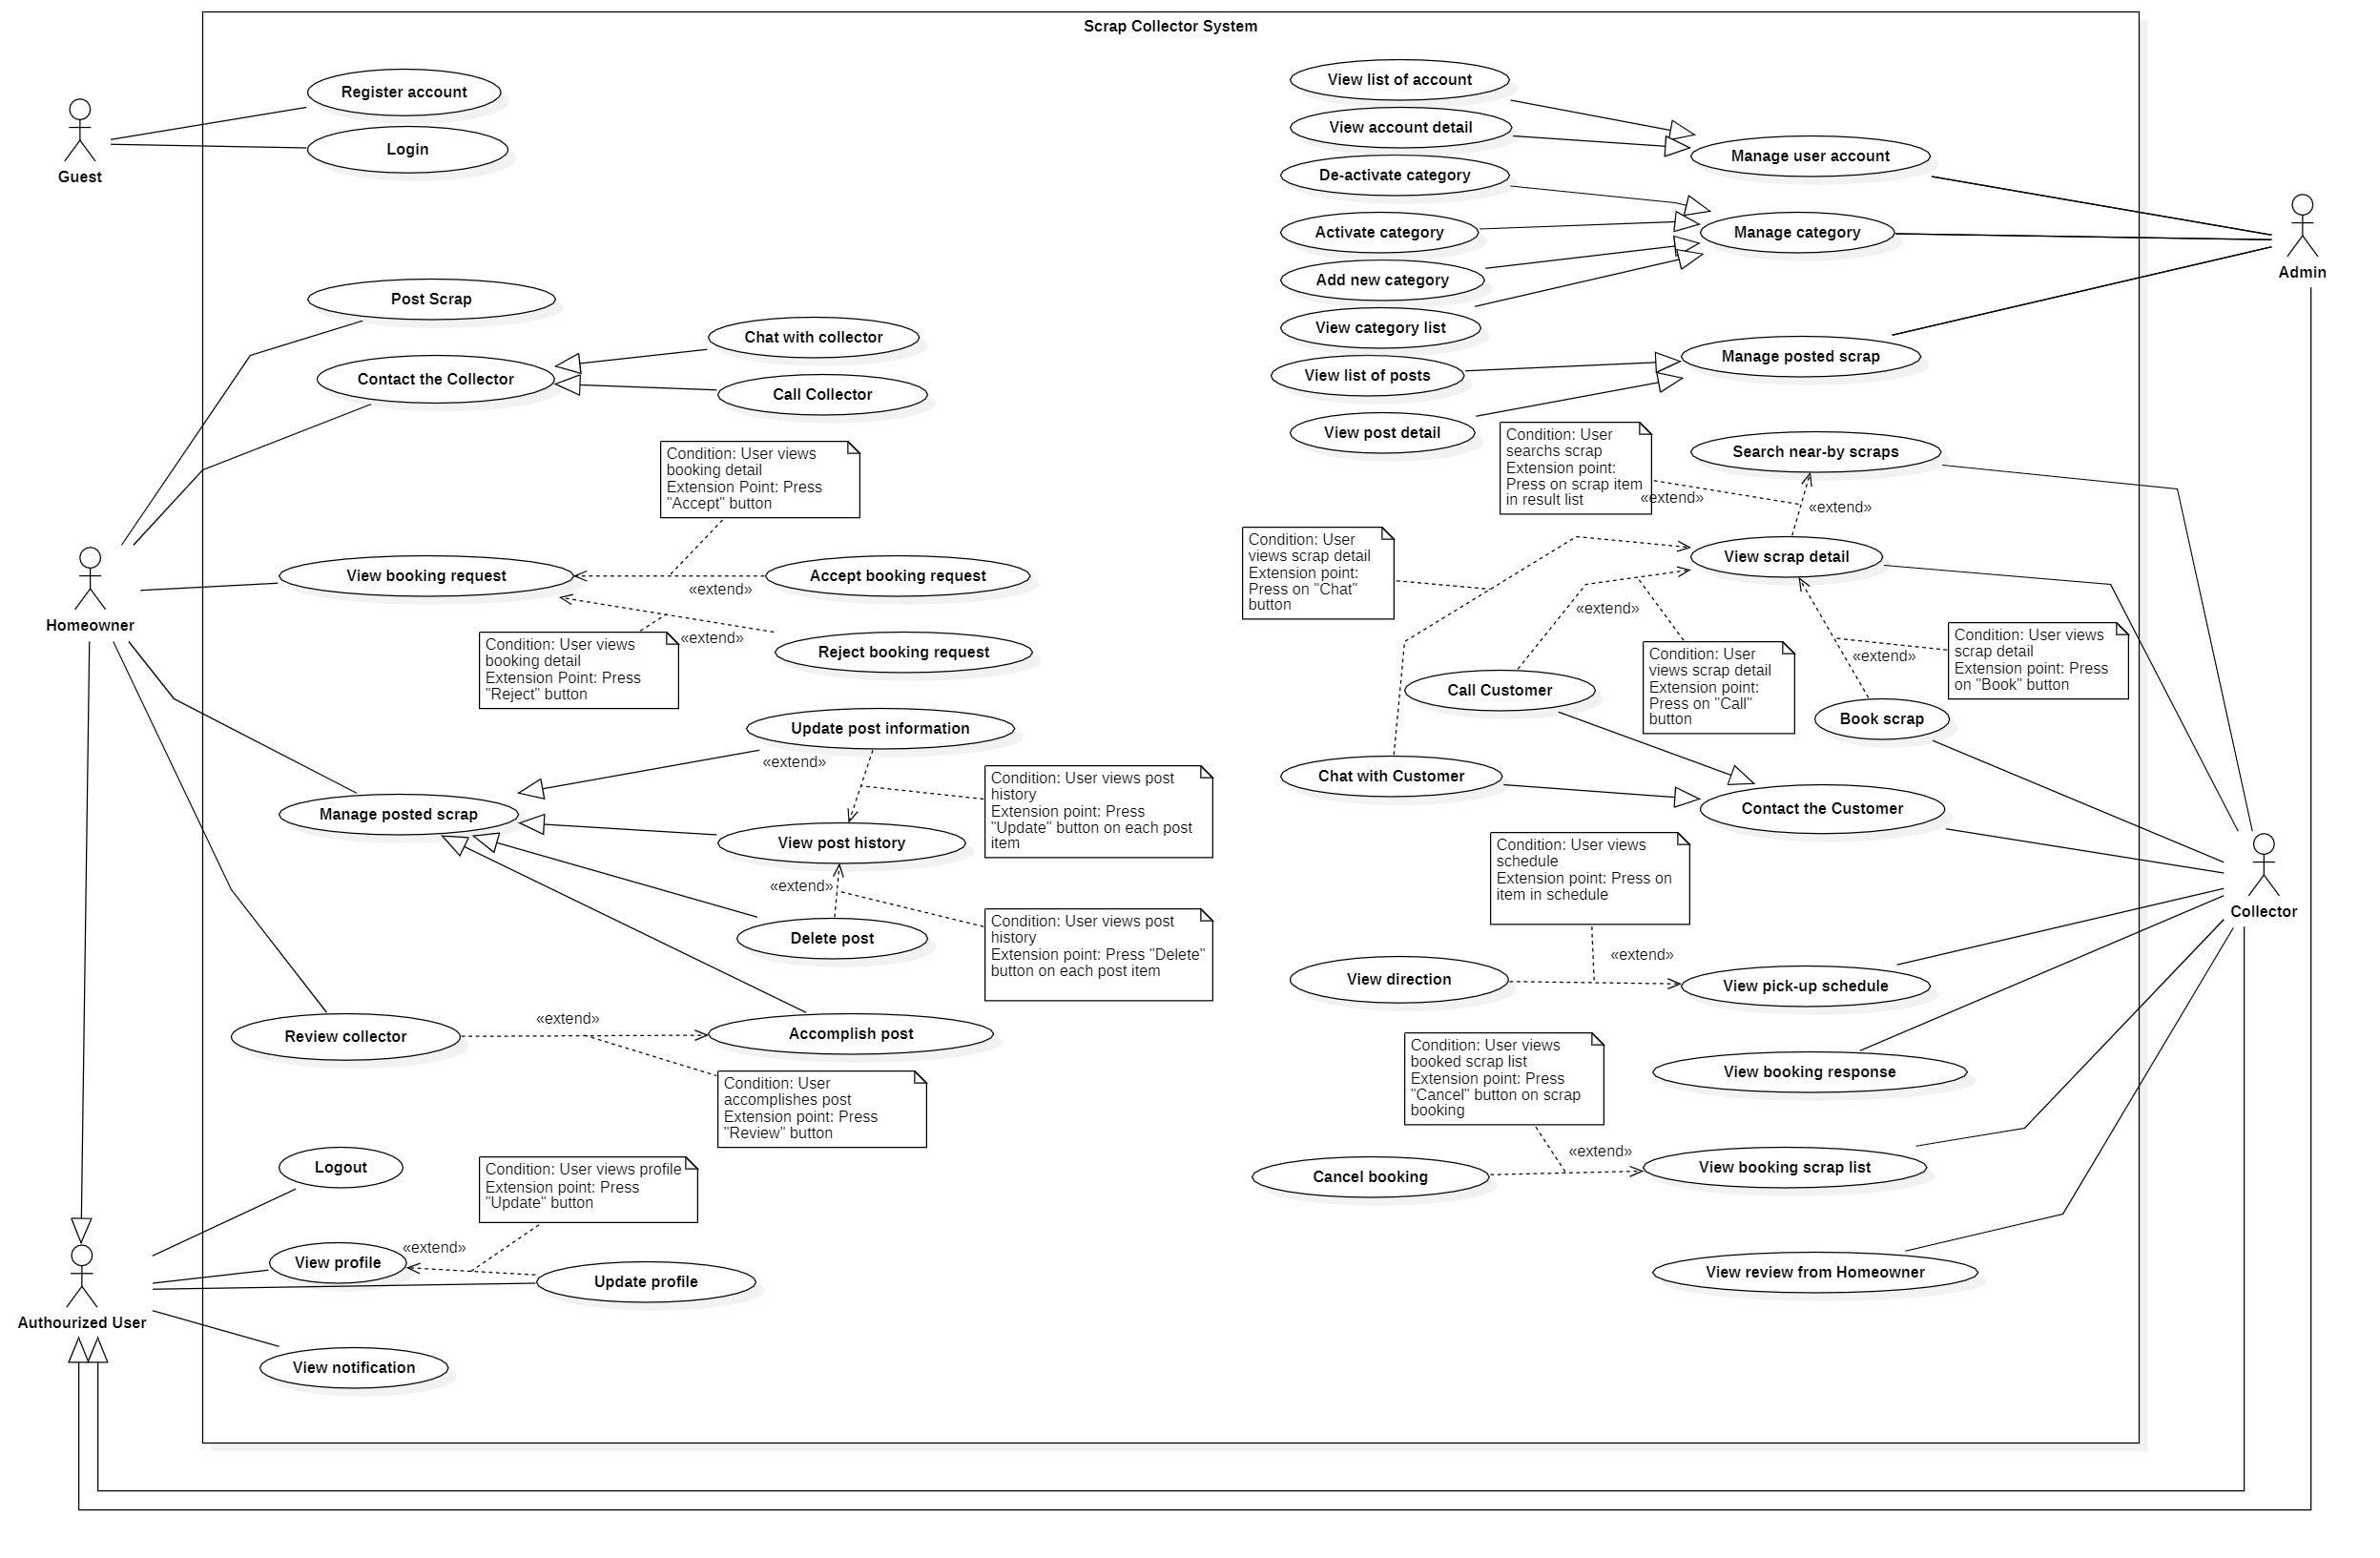 Scrap Collector System
Register account
Login
Guest
Post Scrap
Chat with collector
Contact the Collector
Call Collector
Condition: User views
booking detail
Extension Point: Press
"Accept" button
View booking request
Accept booking request
«extend»
Homeowner
«extend»
Reject booking request
Condition: User views
booking detail
Extension Point: Press
"Reject" button
Update post information
«extend»
Condition: User views post
history
Extension point: Press
"Update" button on each post
item
Manage posted scrap
View post history
«extend»
Condition: User views post
history
Extension point: Press "Delete"
button on each post item
Delete post
«extend»
Review collector
Accomplish post
Condition: User
accomplishes post
Extension point: Press
"Review" button
Logout
Condition: User views profile
Extension point: Press
"Update" button
«extend»
View profile
Update profile
Authourized User
View notification
View list of account
View account detail
Manage user account
De-activate category
Activate category
Manage category
Add new category
View category list
Admin
Manage posted scrap
View list of posts
View post detail
Condition: User
searchs scrap
Extension point:
Press on scrap item
in result list
«extend»
Search near-by scraps
«extend»
Condition: User
views scrap detail
Extension point:
Press on "Chat"
button
View scrap detail
«extend»
Condition: User
views scrap detail
Extension point:
Press on "Call"
button
«extend»
Condition: User views
scrap detail
Extension point: Press
on "Book" button
Call Customer
Book scrap
Chat with Customer
Contact the Customer
Condition: User views
schedule
Extension point: Press on
item in schedule
Collector
«extend»
View direction
View pick-up schedule
Condition: User views
booked scrap list
Extension point: Press
"Cancel" button on scrap
booking
View booking response
«extend»
Cancel booking
View booking scrap list
View review from Homeowner